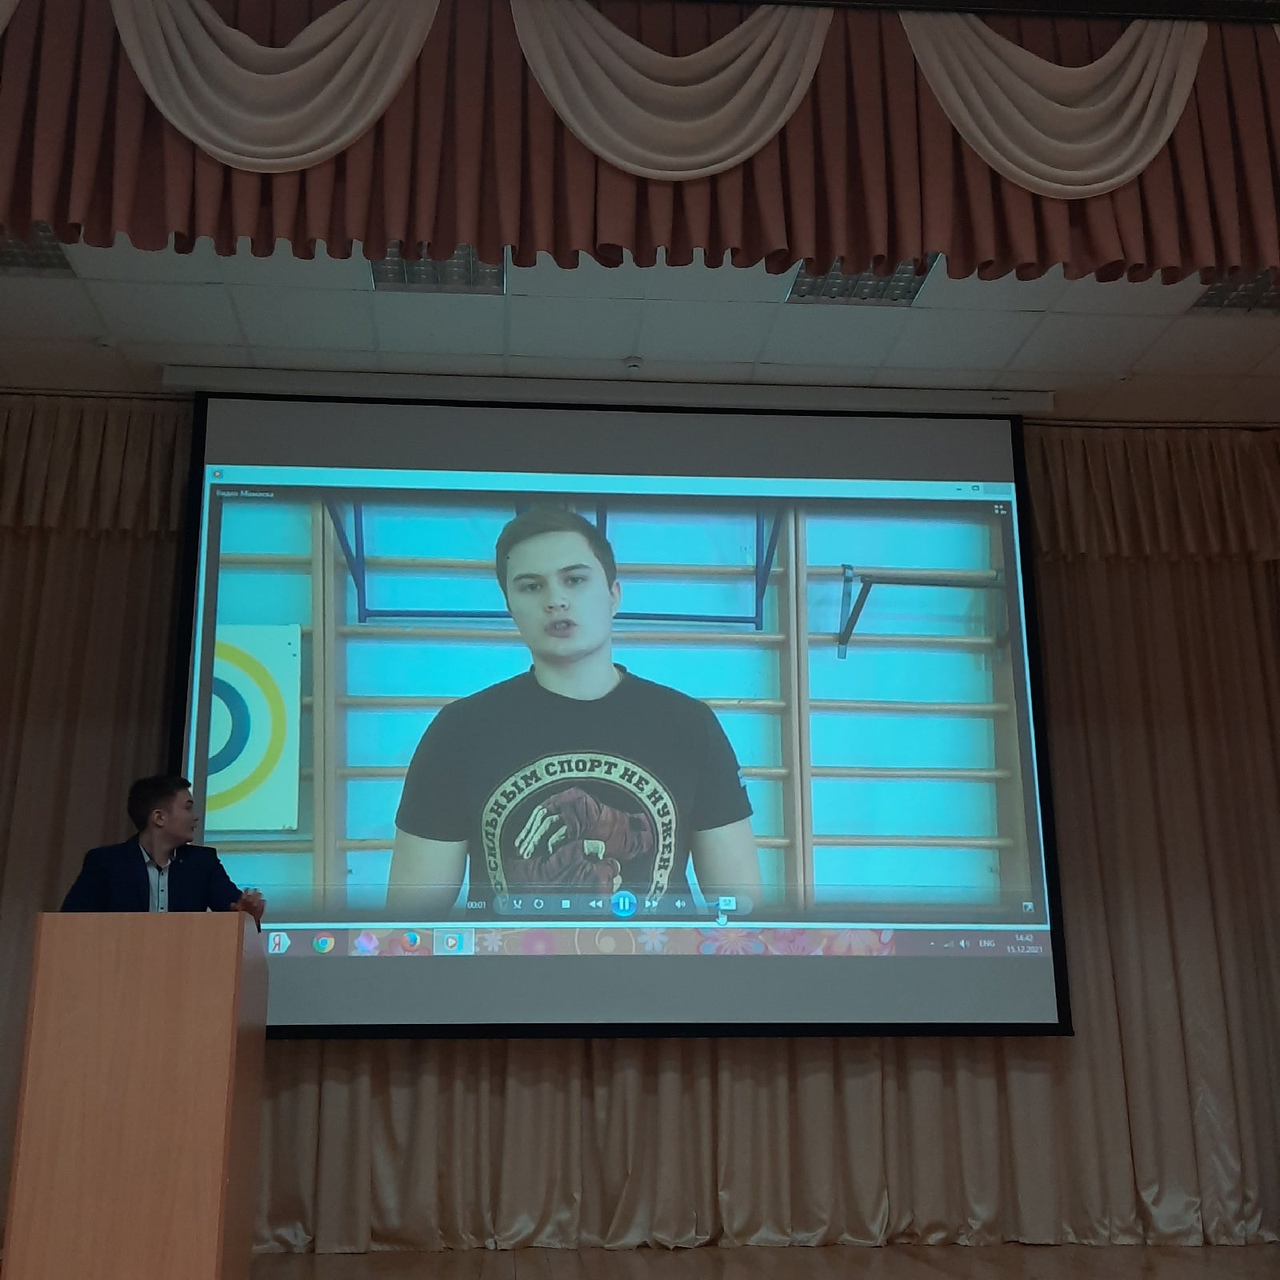 Видео Мамаева
СИЛЬНЫМ СПОРТ НЕ НУЖЕН
00:01
Я
ENG
14:42
15.12.2021